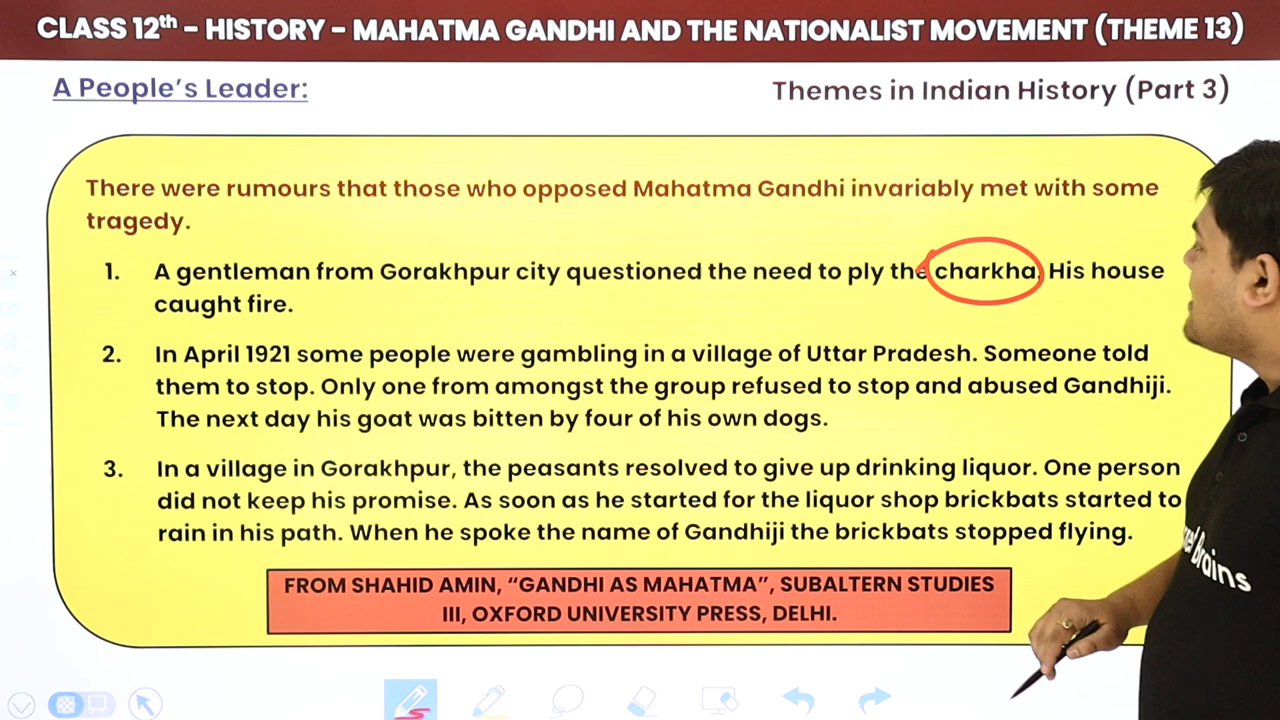 CLASS 12th – HISTORY – MAHATMA GANDHI AND THE NATIONALIST MOVEMENT (THEME 13)
A People's Leader:
Themes in Indian History (Part 3)
There were rumours that those who opposed Mahatma Gandhi invariably met with some
tragedy.
1. A gentleman from Gorakhpur city questioned the need to ply the charkha. His house
caught fire.
2. In April 1921 some people were gambling in a village of Uttar Pradesh. Someone told
them to stop. Only one from amongst the group refused to stop and abused Gandhiji.
The next day his goat was bitten by four of his own dogs.
3. In a village in Gorakhpur, the peasants resolved to give up drinking liquor. One person
did not keep his promise. As soon as he started for the liquor shop brickbats started to
rain in his path. When he spoke the name of Gandhiji the brickbats stopped flying.
FROM SHAHID AMIN, “GANDHI AS MAHATMA”, SUBALTERN STUDIES
III, OXFORD UNIVERSITY PRESS, DELHI.
Brains